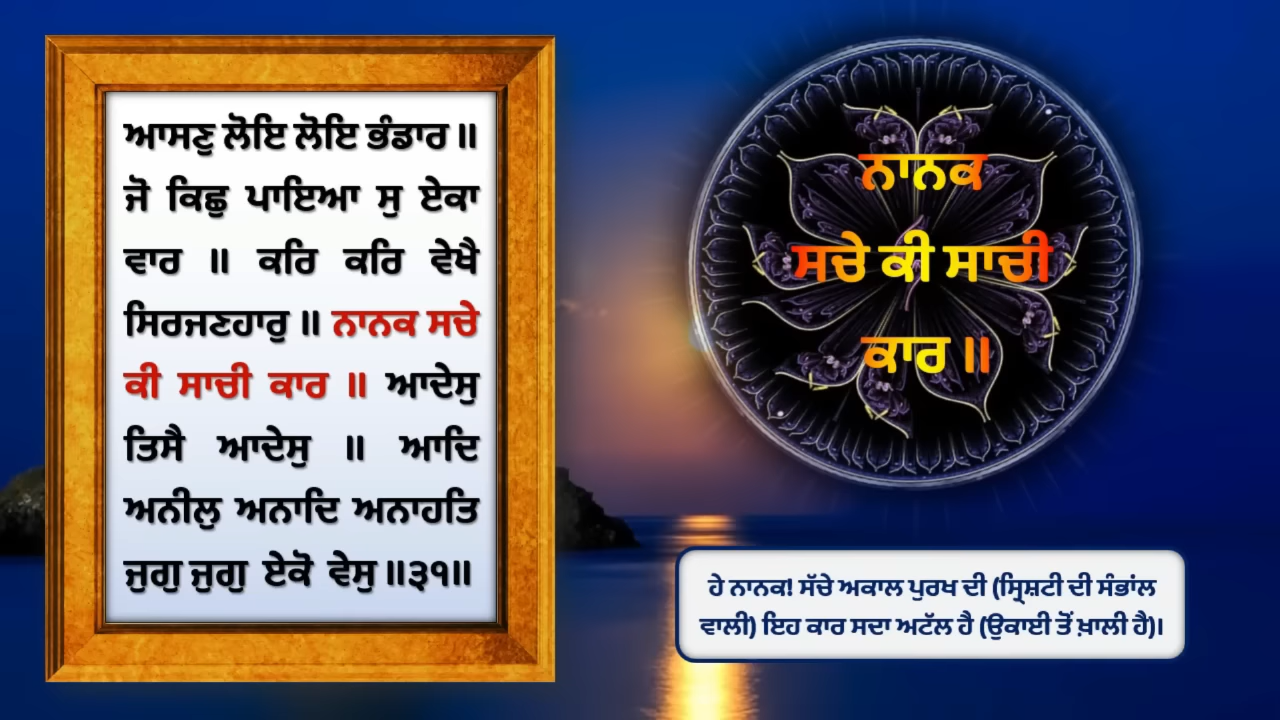 ਆਸਣੁ ਲੋਇ ਲੋਇ ਭੰਡਾਰ ॥
ਜੋ ਕਿਛੁ ਪਾਇਆ ਸੁ ਏਕਾ
ਵਾਰ ॥ ਕਰਿ ਕਰਿ ਵੇਖੈ
ਸਿਰਜਣਹਾਰੁ ॥ ਨਾਨਕ ਸਚੇ
ਕੀ ਸਾਚੀ ਕਾਰ ॥ ਆਦੇਸੁ
ਤਿਸੈ ਆਦੇਸੁ ॥ ਆਦਿ
ਅਨੀਲੁ ਅਨਾਦਿ ਅਨਾਹਤਿ
ਜੁਗੁ ਜੁਗੁ ਏਕੋ ਵੇਸੁ ॥੩੧॥
ਨਾਨਕ
ਸਚੇ ਕੀ ਸਾਚੀ
ਕਾਰ ॥
ਹੇ ਨਾਨਕ! ਸੱਚੇ ਅਕਾਲ ਪੁਰਖ ਦੀ (ਸ੍ਰਿਸ਼ਟੀ ਦੀ ਸੰਭਾਂਲ
ਵਾਲੀ) ਇਹ ਕਾਰ ਸਦਾ ਅਟੱਲ ਹੈ (ਉਕਾਈ ਤੋਂ ਖ਼ਾਲੀ ਹੈ)।